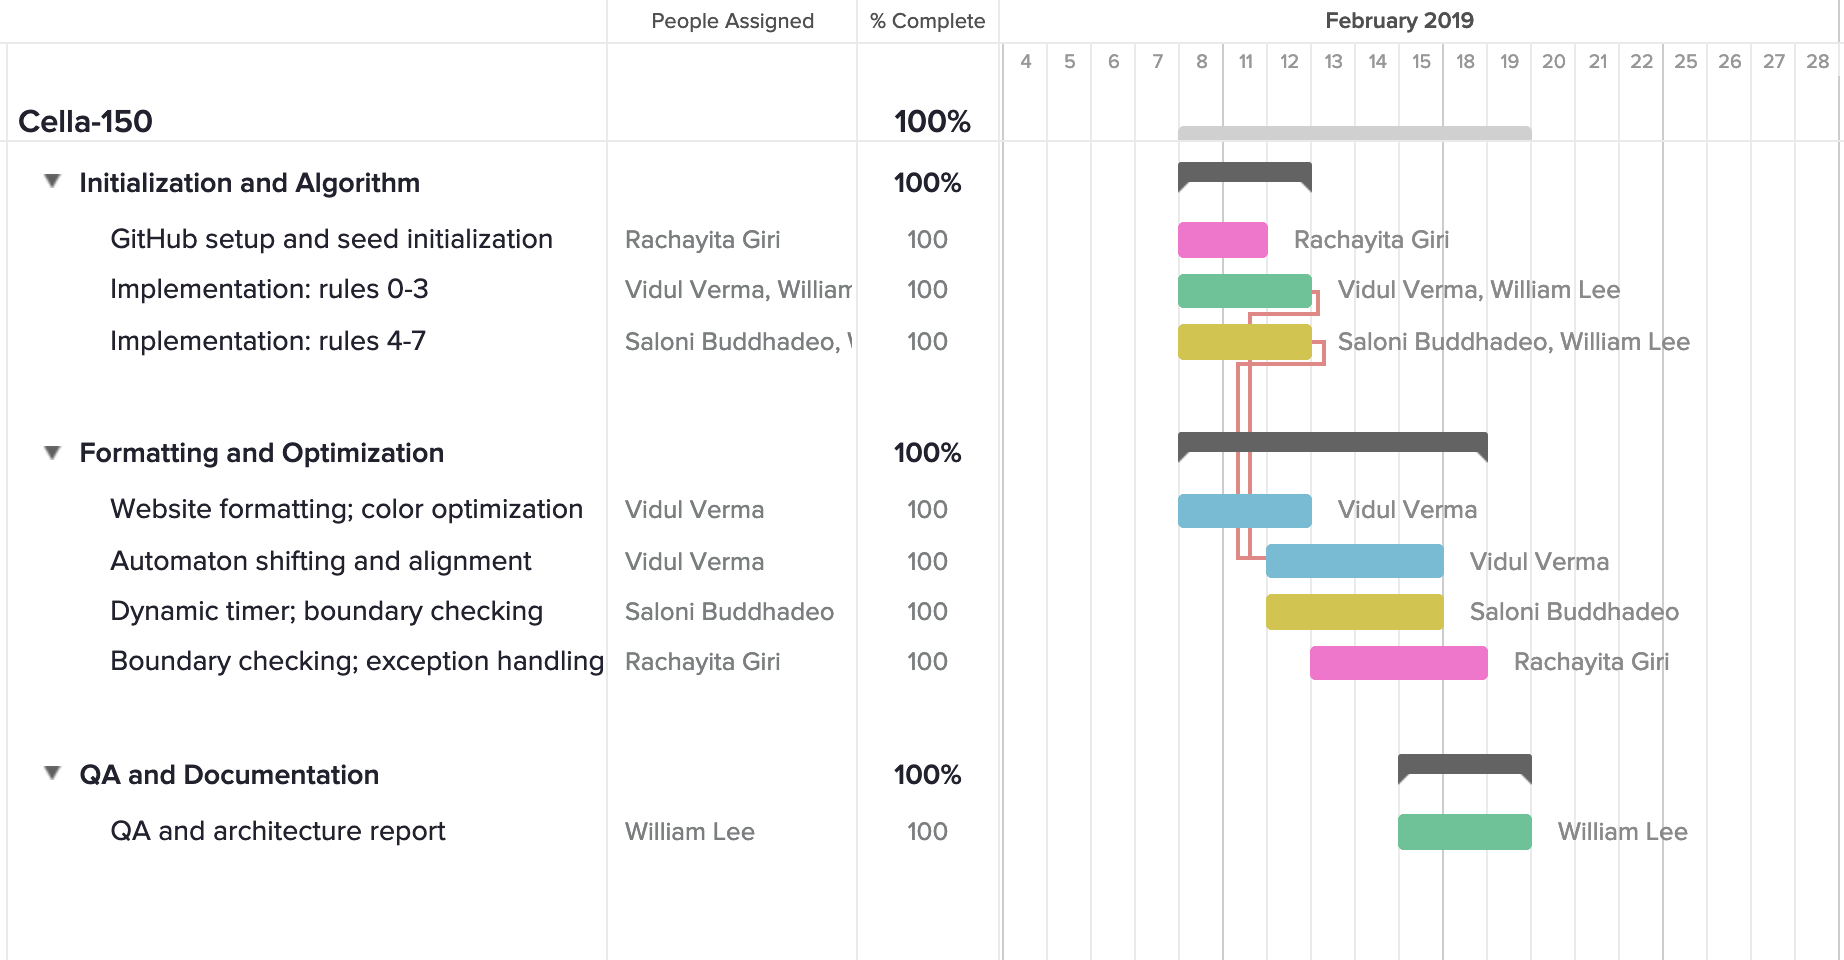 People Assigned % Complete February 2019
4 5 6 7 8 11 12 13 14 15 18 19 20 21 22 25 26 27 28
Cella-150 100%
Initialization and Algorithm 100%
GitHub setup and seed initialization Rachayita Giri 100 Rachayita Giri
Implementation: rules 0-3 Vidul Verma, William 100 Vidul Verma, William Lee
Implementation: rules 4-7 Saloni Buddhadeo, 100 Saloni Buddhadeo, William Lee
Formatting and Optimization 100%
Website formatting; color optimization Vidul Verma 100 Vidul Verma
Automaton shifting and alignment Vidul Verma 100 Vidul Verma
Dynamic timer; boundary checking Saloni Buddhadeo 100 Saloni Buddhadeo
Boundary checking; exception handling Rachayita Giri 100 Rachayita Giri
QA and Documentation 100%
QA and architecture report William Lee 100 William Lee